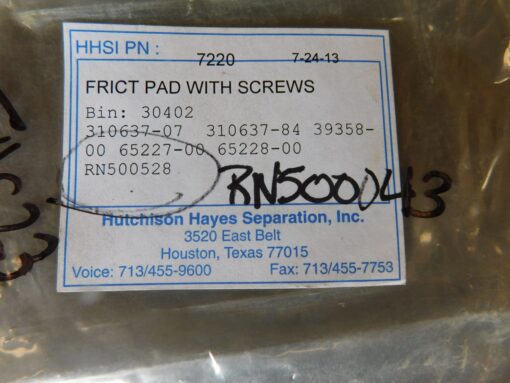 HHSI PN :
7220 7-24-13
FRICT PAD WITH SCREWS
Bin: 30402
310637-07 310637-84 39358-
00 65227-00 65228-00
RN500528
RN500043
Hutchison Hayes Separation, Inc.
3520 East Belt
Houston, Texas 77015
Voice: 713/455-9600 Fax: 713/455-7753